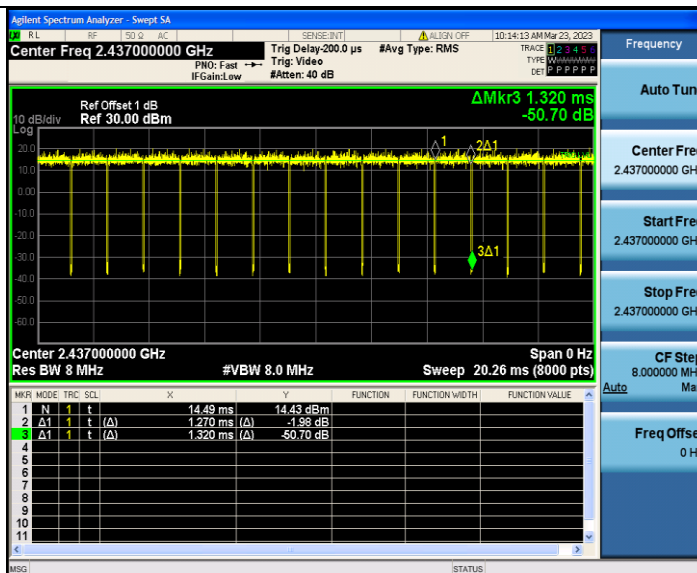 Agilent Spectrum Analyzer - Swept SA
RL RF 50 Ω AC SENSE:INT ALIGN OFF 10:14:13 AM Mar 23, 2023
Center Freq 2.437000000 GHz
PNO: Fast
IFGain:Low
Trig Delay-200.0 µs
Trig: Video
#Atten: 40 dB
#Avg Type: RMS
TRACE 1 2 3 4 5 6
TYPE W
DET P P P P P P
Ref Offset 1 dB
10 dB/div Ref 30.00 dBm
Log
ΔMkr3 1.320 ms
-50.70 dB
1
2Δ1
3Δ1
20.0
10.0
0.00
-10.0
-20.0
-30.0
-40.0
-50.0
-60.0
Center 2.437000000 GHz Span 0 Hz
Res BW 8 MHz #VBW 8.0 MHz Sweep 20.26 ms (8000 pts)
MKR MODE TRC SCL X Y FUNCTION FUNCTION WIDTH FUNCTION VALUE
1 N 1 t 14.49 ms 14.43 dBm
2 Δ1 1 t (Δ) 1.270 ms (Δ) -1.98 dB
3 Δ1 1 t (Δ) 1.320 ms (Δ) -50.70 dB
4
5
6
7
8
9
10
11
MSG STATUS
Frequency
Auto Tun
Center Fre
2.437000000 GH
Start Fre
2.437000000 GH
Stop Fre
2.437000000 GH
CF Step
8.000000 MH
Auto Ma
Freq Offse
0 H